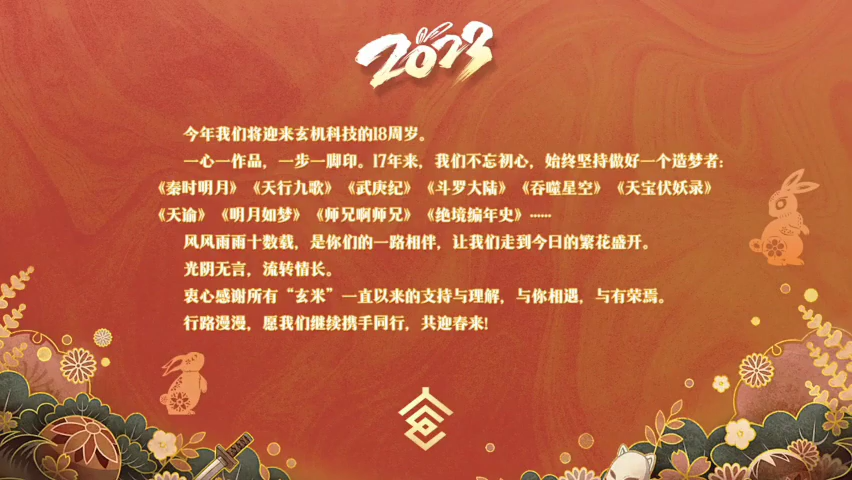 2023
今年我们将迎来玄机科技的18周岁。
一心一作品，一步一脚印。17年来，我们不忘初心，始终坚持做好一个造梦者：
《秦时明月》《天行九歌》《武庚纪》《斗罗大陆》《吞噬星空》《天宝伏妖录》
《天谕》《明月如梦》《师兄啊师兄》《绝境编年史》……
风风雨雨十数载，是你们的一路相伴，让我们走到今日的繁花盛开。
光阴无言，流转情长。
衷心感谢所有“玄米”一直以来的支持与理解，与你相遇，与有荣焉。
行路漫漫，愿我们继续携手同行，共迎春来！